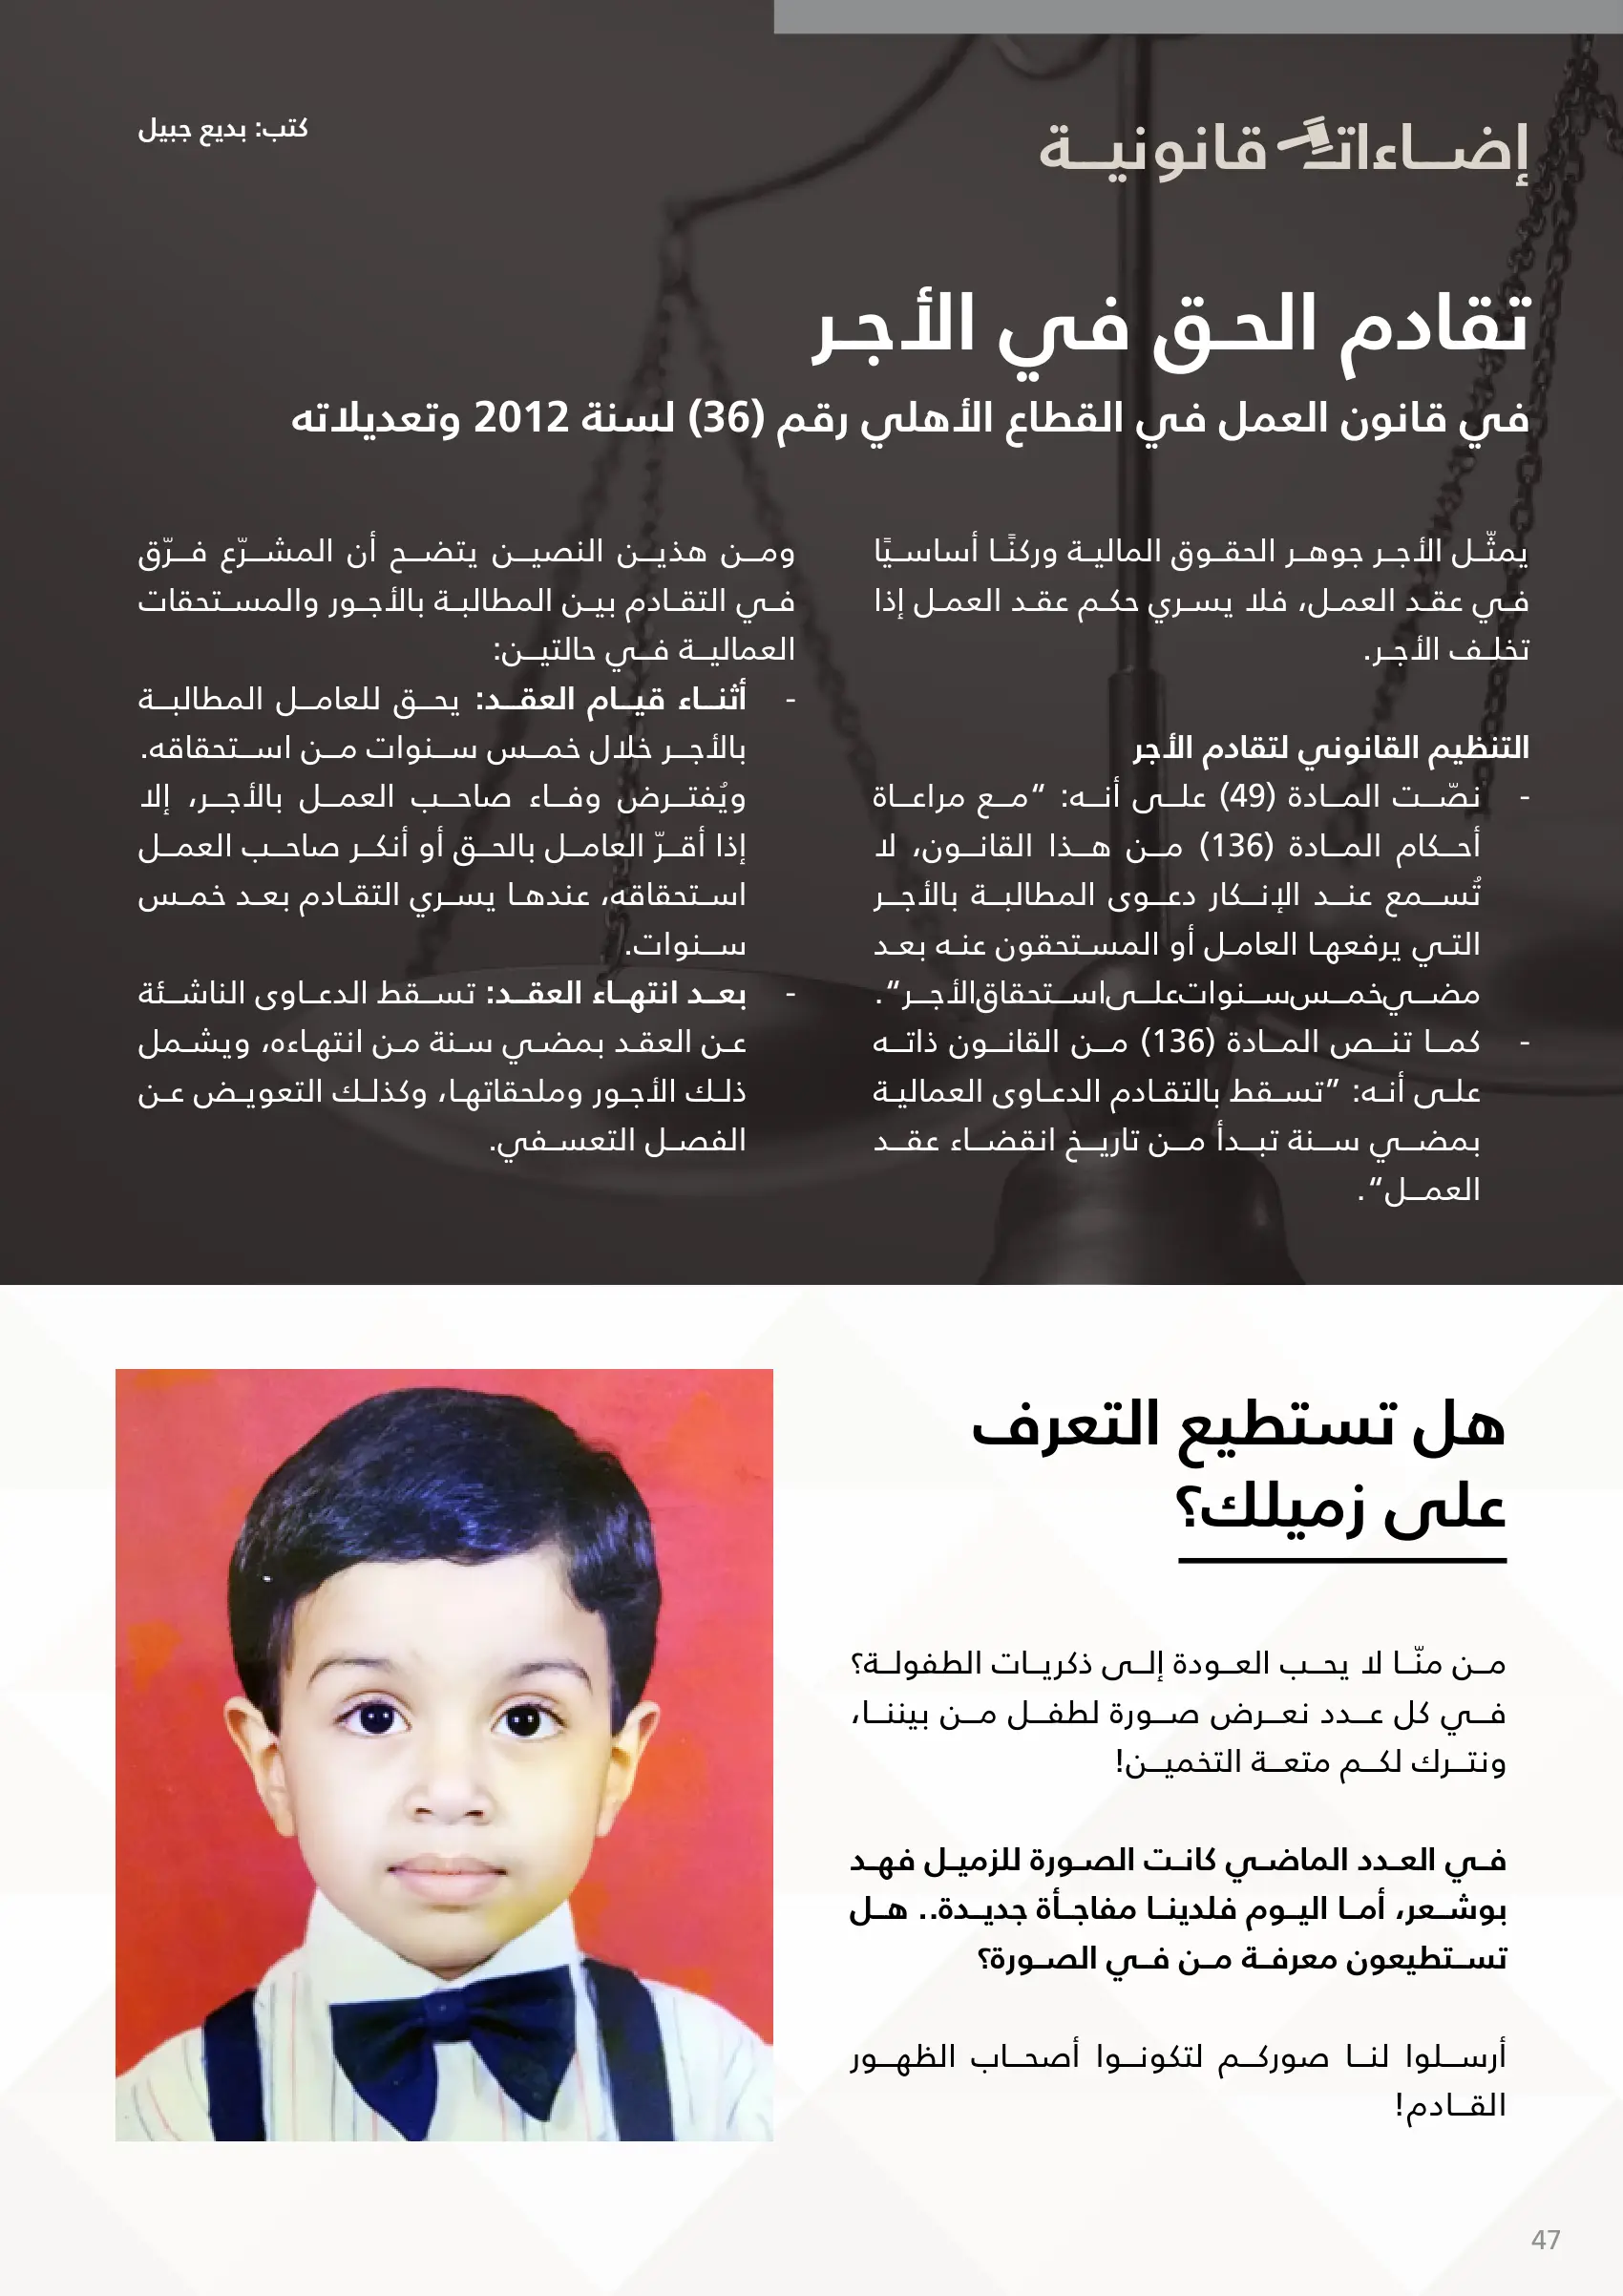 إضاءات قانونية
كتب: بديع جبيل
تقادم الحق في الأجر
في قانون العمل في القطاع الأهلي رقم (36) لسنة 2012 وتعديلاته
يمثّل الأجر جوهر الحقوق المالية وركنًا أساسيًا
في عقد العمل، فلا يسري حكم عقد العمل إذا
تخلف الأجر.
التنظيم القانوني لتقادم الأجر
- نصّت المادة (49) على أنه: “مع مراعاة
أحكام المادة (136) من هذا القانون، لا
تُسمع عند الإنكار دعوى المطالبة بالأجر
التي يرفعها العامل أو المستحقون عنه بعد
مضي خمس سنوات على استحقاق الأجر“.
- كما تنص المادة (136) من القانون ذاته
على أنه: ”تسقط بالتقادم الدعاوى العمالية
بمضي سنة تبدأ من تاريخ انقضاء عقد
العمل“.
ومن هذين النصين يتضح أن المشرّع فرّق
في التقادم بين المطالبة بالأجور والمستحقات
العمالية في حالتين:
- أثناء قيام العقد: يحق للعامل المطالبة
بالأجر خلال خمس سنوات من استحقاقه.
ويُفترض وفاء صاحب العمل بالأجر، إلا
إذا أقرّ العامل بالحق أو أنكر صاحب العمل
استحقاقه، عندها يسري التقادم بعد خمس
سنوات.
- بعد انتهاء العقد: تسقط الدعاوى الناشئة
عن العقد بمضي سنة من انتهاءه، ويشمل
ذلك الأجور وملحقاتها، وكذلك التعويض عن
الفصل التعسفي.
هل تستطيع التعرف
على زميلك؟
من منّا لا يحب العودة إلى ذكريات الطفولة؟
في كل عدد نعرض صورة لطفل من بيننا،
ونترك لكم متعة التخمين!
في العدد الماضي كانت الصورة للزميل فهد
بوشعر، أما اليوم فلدينا مفاجأة جديدة.. هل
تستطيعون معرفة من في الصورة؟
أرسلوا لنا صوركم لتكونوا أصحاب الظهور
القادم!
47